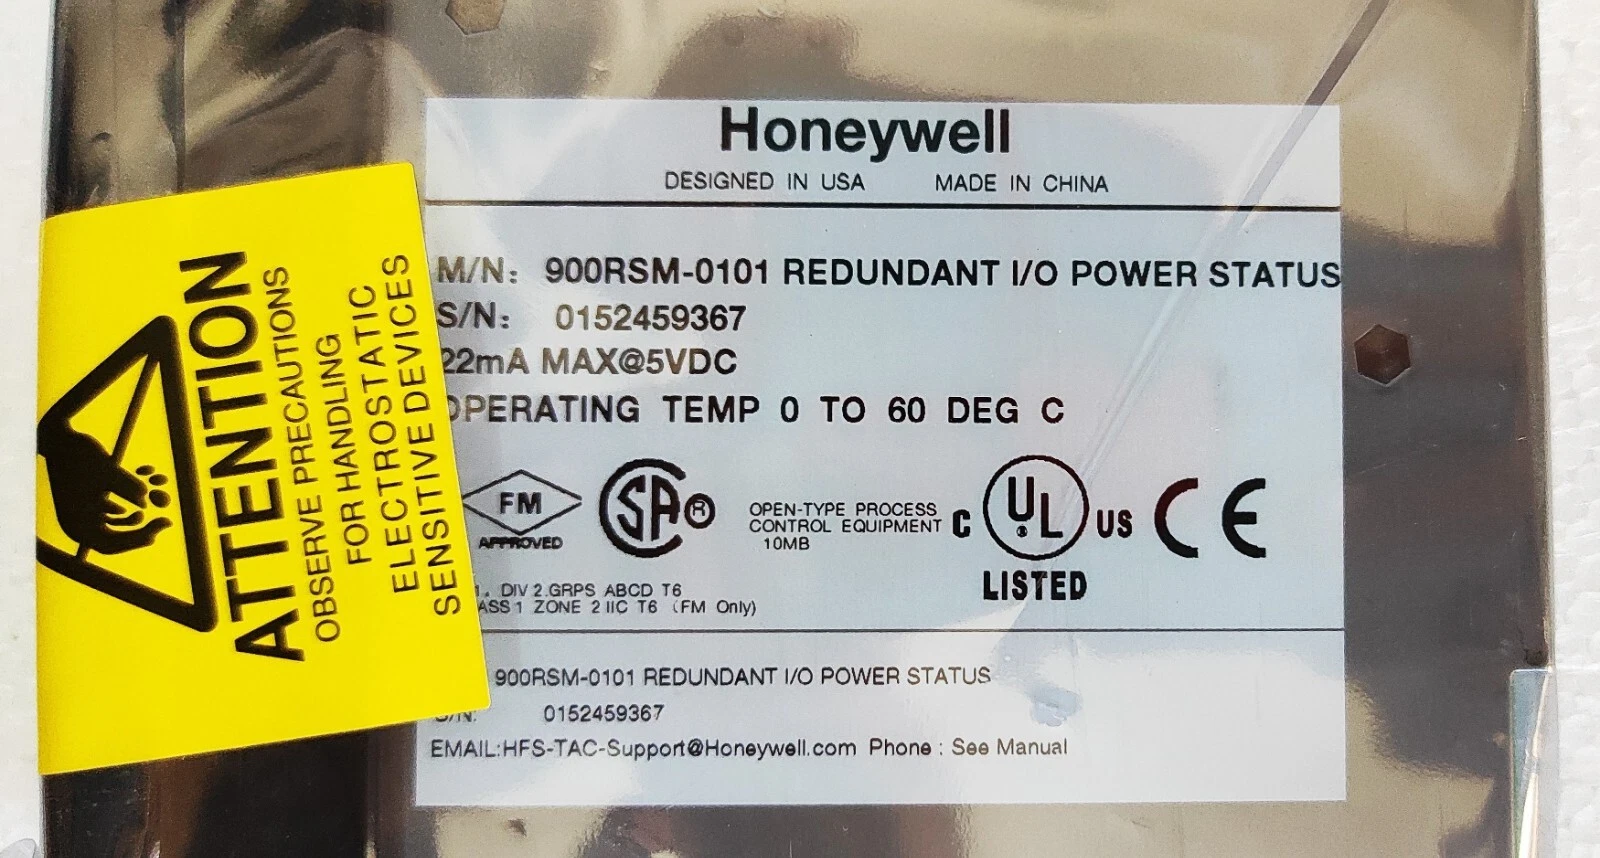 Honeywell
DESIGNED IN USA MADE IN CHINA
M/N: 900RSM-0101 REDUNDANT I/O POWER STATUS
S/N: 0152459367
22mA MAX@5VDC
OPERATING TEMP 0 TO 60 DEG C
FM
APPROVED
SA®
OPEN-TYPE PROCESS
CONTROL EQUIPMENT
10MB
C UL US CE
LISTED
1, DIV 2.GRPS ABCD T6
ASS1 ZONE 2 IIC T6 (FM Only)
900RSM-0101 REDUNDANT I/O POWER STATUS
S/N: 0152459367
EMAIL:HFS-TAC-Support@Honeywell.com Phone : See Manual
ATTENTION
OBSERVE PRECAUTIONS
FOR HANDLING
ELECTROSTATIC
SENSITIVE DEVICES